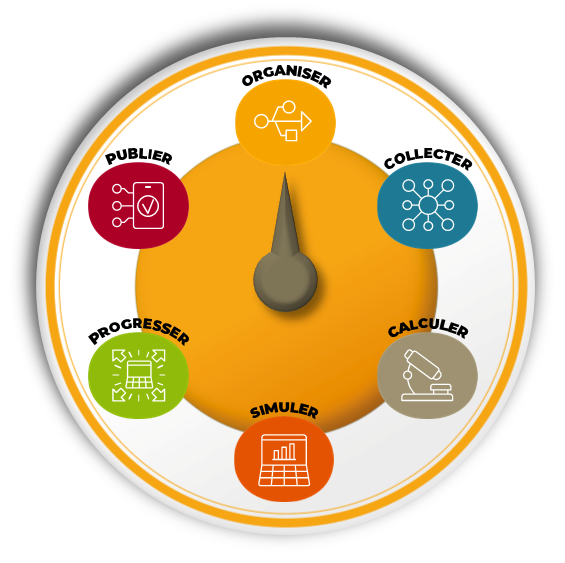 ORGANISER
PUBLIER
COLLECTER
PROGRESSER
CALCULER
SIMULER